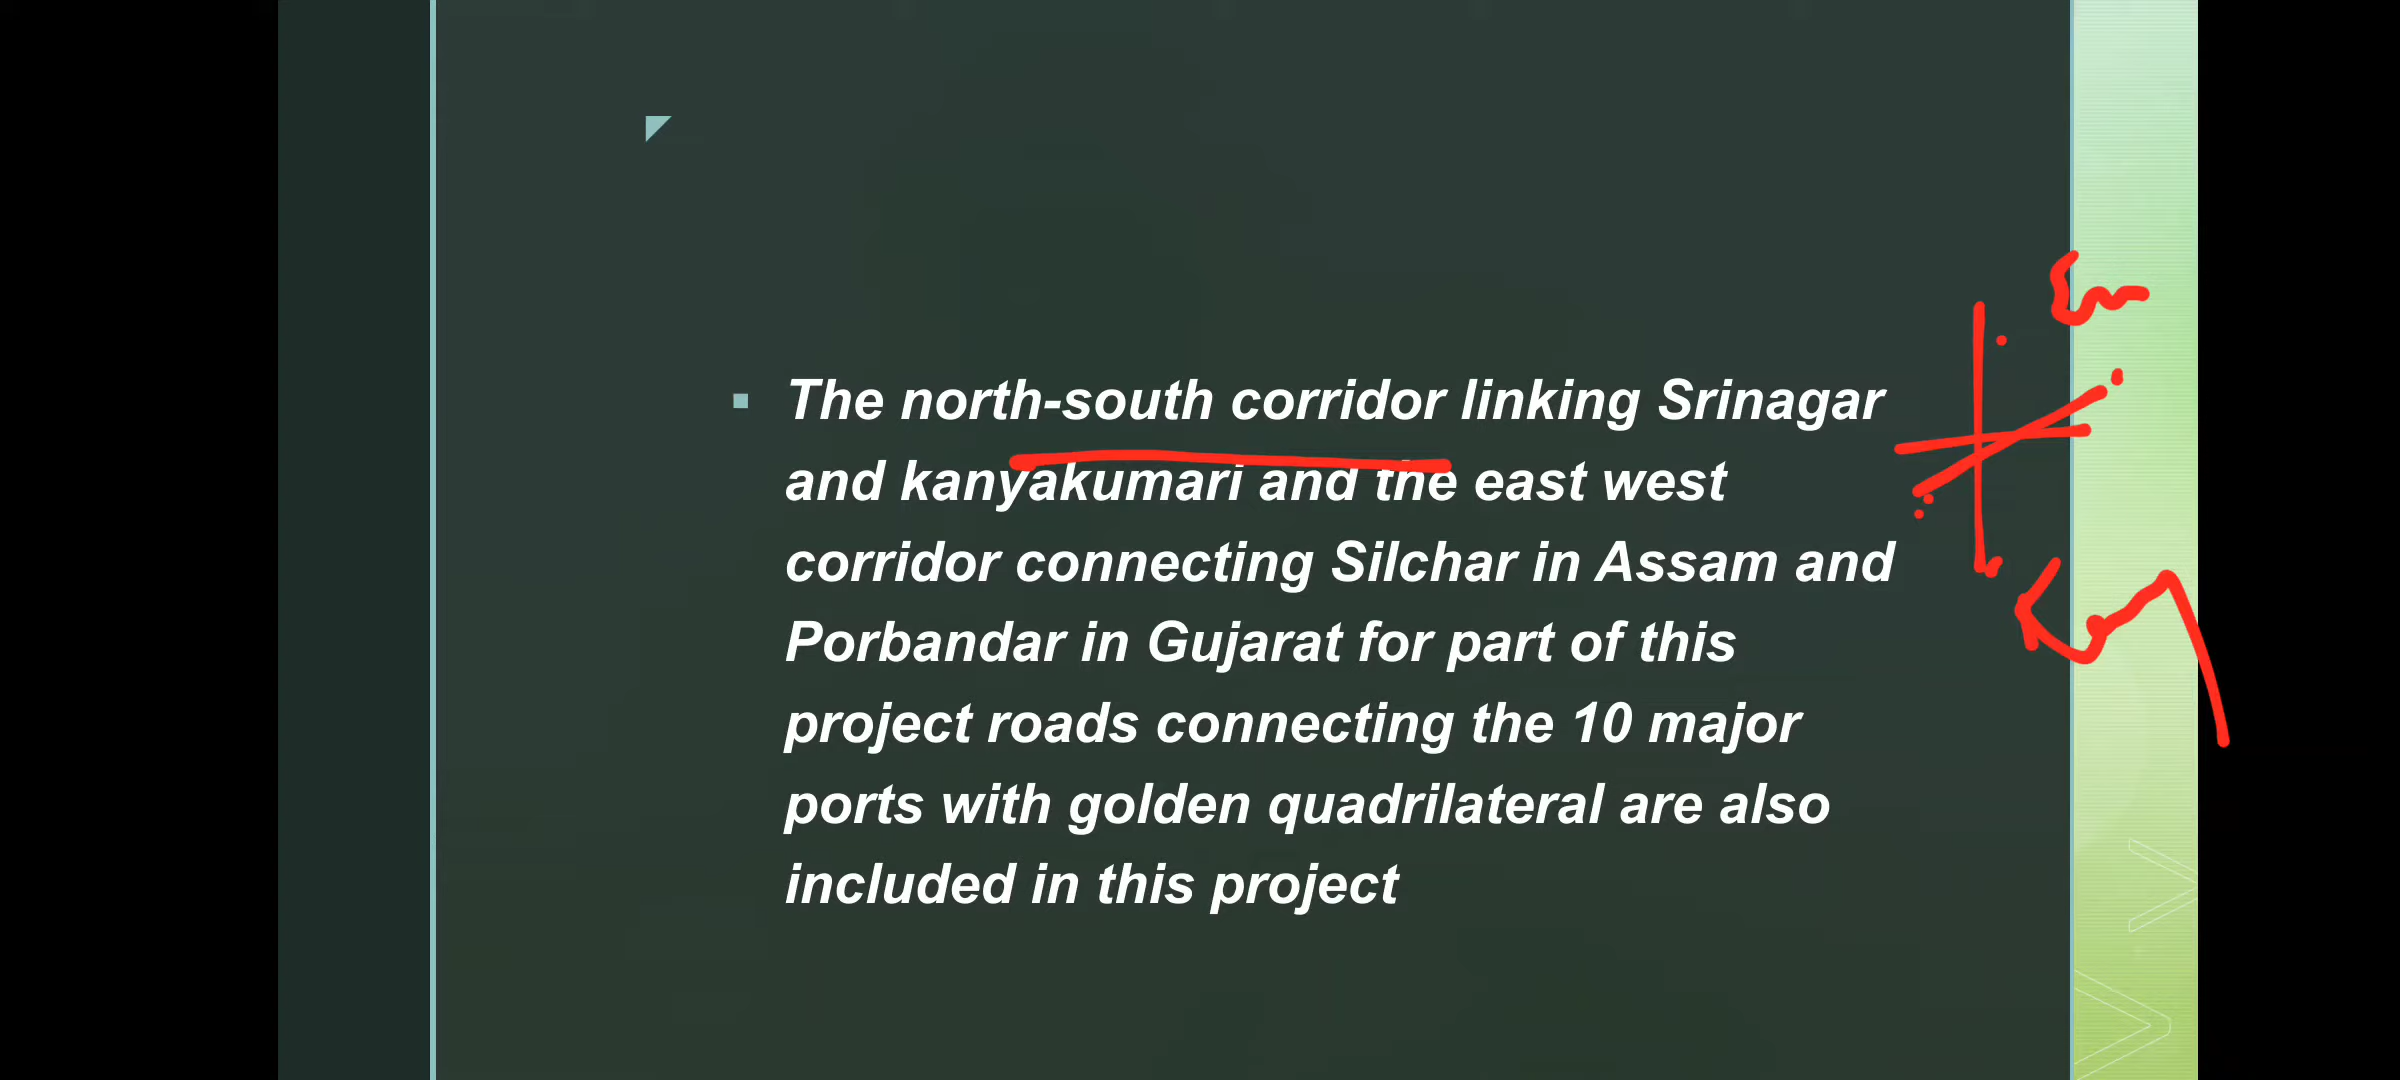 The north-south corridor linking Srinagar
and kanyakumari and the east west
corridor connecting Silchar in Assam and
Porbandar in Gujarat for part of this
project roads connecting the 10 major
ports with golden quadrilateral are also
included in this project